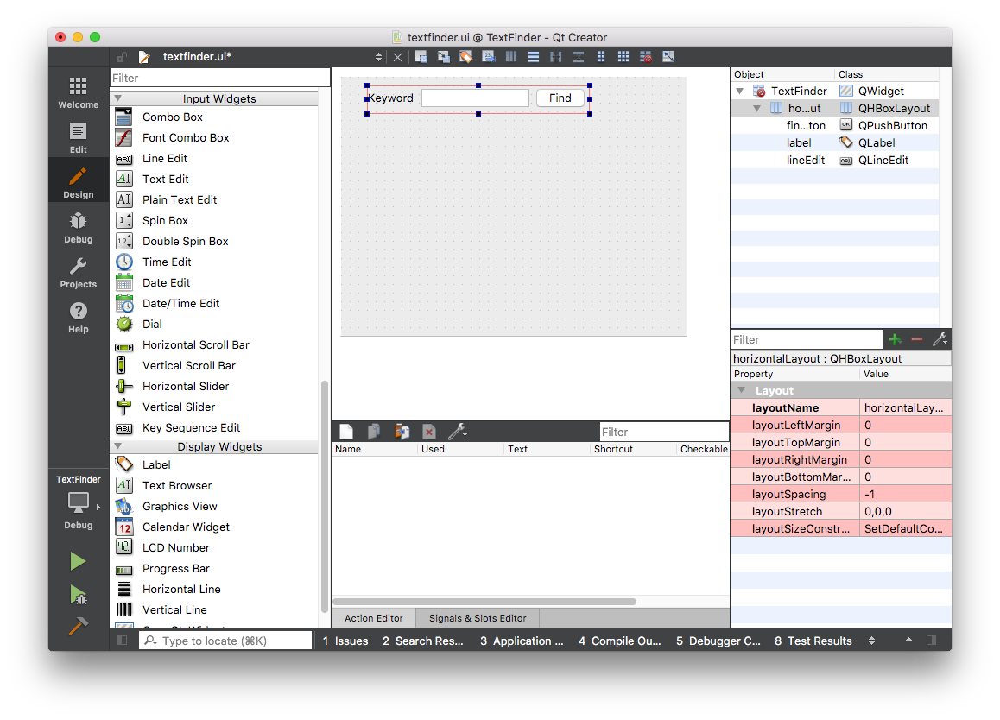 textfinder.ui @ TextFinder - Qt Creator
textfinder.ui*
Welcome
Edit
Design
Debug
Projects
Help
TextFinder
Debug
Filter
Input Widgets
Combo Box
Font Combo Box
Line Edit
Text Edit
Plain Text Edit
Spin Box
Double Spin Box
Time Edit
Date Edit
Date/Time Edit
Dial
Horizontal Scroll Bar
Vertical Scroll Bar
Horizontal Slider
Vertical Slider
Key Sequence Edit
Display Widgets
Label
Text Browser
Graphics View
Calendar Widget
LCD Number
Progress Bar
Horizontal Line
Vertical Line
Keyword Find
Filter
Name Used Text Shortcut Checkable
Action Editor Signals & Slots Editor
Object Class
TextFinder QWidget
ho...ut QHBoxLayout
fin...ton QPushButton
label QLabel
lineEdit QLineEdit
Filter
horizontalLayout : QHBoxLayout
Property Value
Layout
layoutName horizontalLay...
layoutLeftMargin 0
layoutTopMargin 0
layoutRightMargin 0
layoutBottomMar... 0
layoutSpacing -1
layoutStretch 0,0,0
layoutSizeConstr... SetDefaultCo...
Type to locate (⌘K) 1 Issues 2 Search Res... 3 Application ... 4 Compile Ou... 5 Debugger C... 8 Test Results